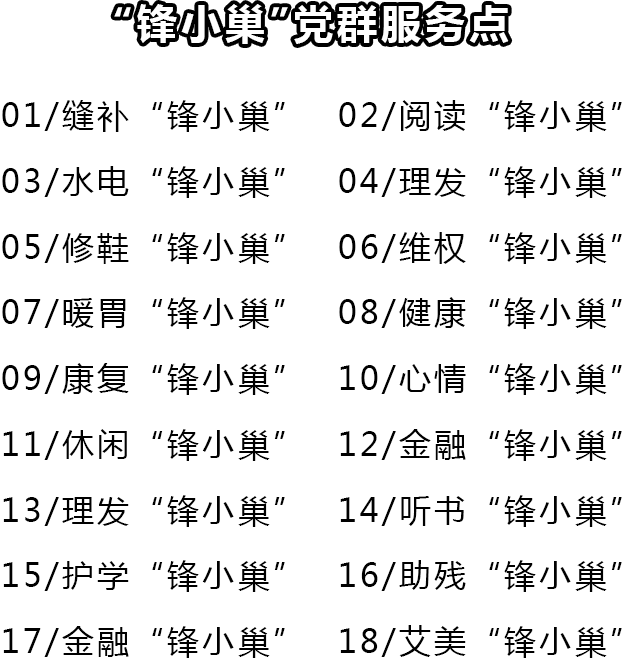 “锋小巢”党群服务点
01/缝补“锋小巢” 02/阅读“锋小巢”
03/水电“锋小巢” 04/理发“锋小巢”
05/修鞋“锋小巢” 06/维权“锋小巢”
07/暖胃“锋小巢” 08/健康“锋小巢”
09/康复“锋小巢” 10/心情“锋小巢”
11/休闲“锋小巢” 12/金融“锋小巢”
13/理发“锋小巢” 14/听书“锋小巢”
15/护学“锋小巢” 16/助残“锋小巢”
17/金融“锋小巢” 18/艾美“锋小巢”